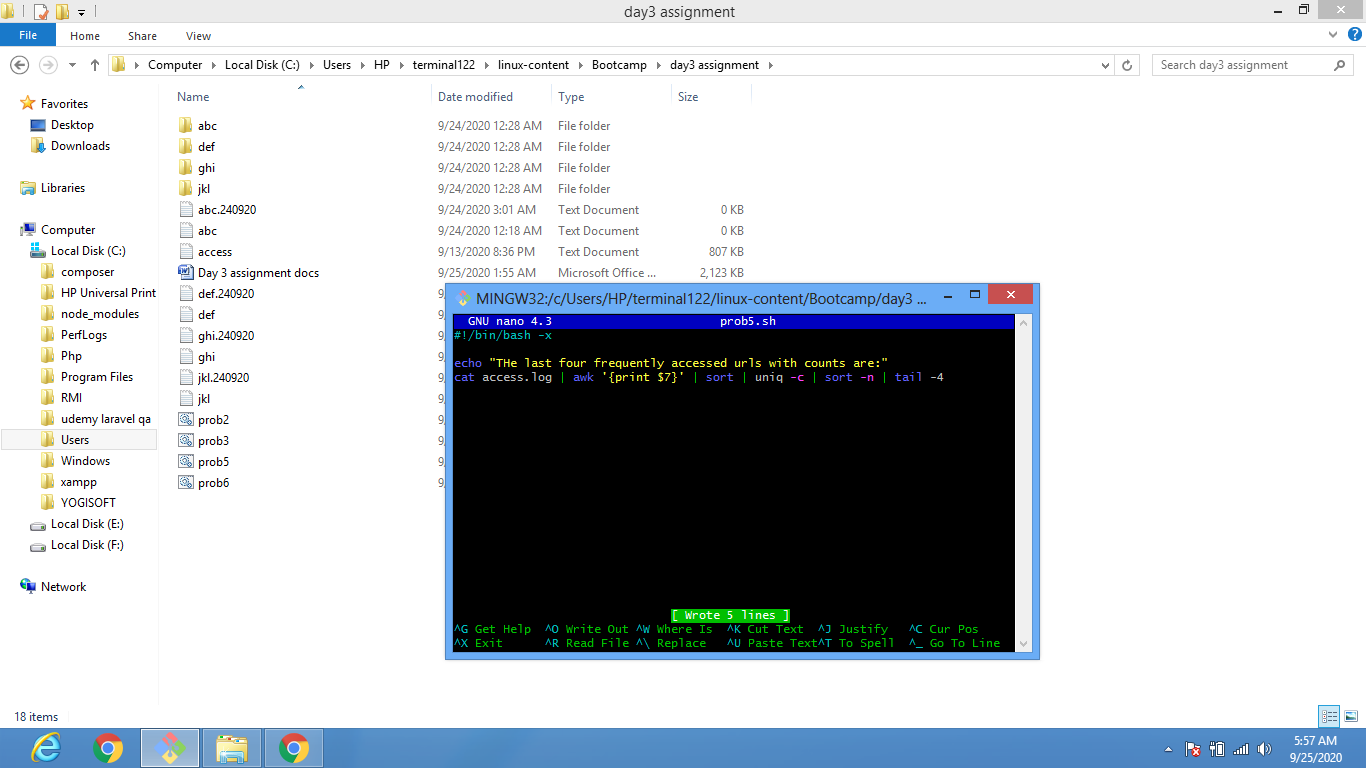 day3 assignment
File Home Share View
Computer Local Disk (C:) Users HP terminal122 linux-content Bootcamp day3 assignment
Search day3 assignment
Favorites
Desktop
Downloads
Libraries
Computer
Local Disk (C:)
composer
HP Universal Print
node_modules
PerfLogs
Php
Program Files
RMI
udemy laravel qa
Users
Windows
xampp
YOGISOFT
Local Disk (E:)
Local Disk (F:)
Network
Name Date modified Type Size
abc 9/24/2020 12:28 AM File folder
def 9/24/2020 12:28 AM File folder
ghi 9/24/2020 12:28 AM File folder
jkl 9/24/2020 12:28 AM File folder
abc.240920 9/24/2020 3:01 AM Text Document 0 KB
abc 9/24/2020 12:18 AM Text Document 0 KB
access 9/13/2020 8:36 PM Text Document 807 KB
Day 3 assignment docs 9/25/2020 1:55 AM Microsoft Office ... 2,123 KB
def.240920 9/
def 9/
ghi.240920 9/
ghi 9/
jkl.240920 9/
jkl 9/
prob2 9/
prob3 9/
prob5 9/
prob6 9/
MINGW32:/c/Users/HP/terminal122/linux-content/Bootcamp/day3 ...
GNU nano 4.3 prob5.sh
#!/bin/bash -x
echo "THe last four frequently accessed urls with counts are:"
cat access.log | awk '{print $7}' | sort | uniq -c | sort -n | tail -4
[ Wrote 5 lines ]
^G Get Help ^O Write Out ^W Where Is ^K Cut Text ^J Justify ^C Cur Pos
^X Exit ^R Read File ^\ Replace ^U Paste Text ^T To Spell ^_ Go To Line
18 items
5:57 AM
9/25/2020